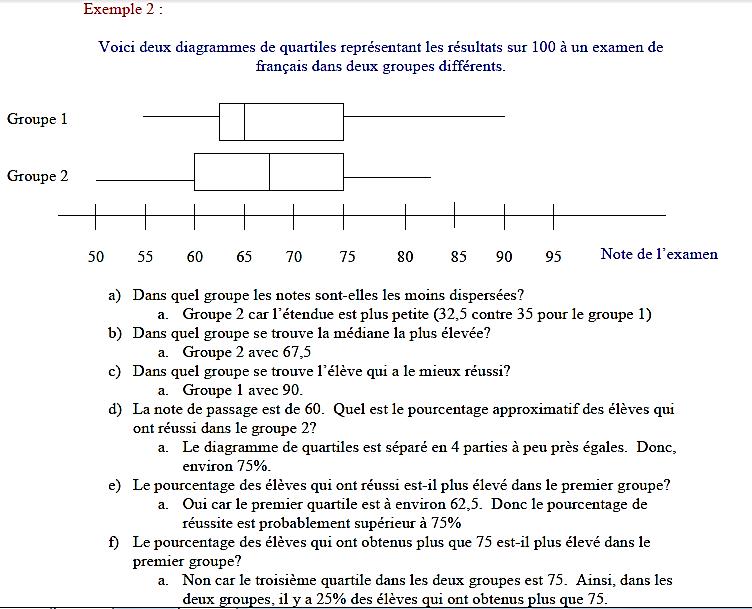 Exemple 2 :
Voici deux diagrammes de quartiles représentant les résultats sur 100 à un examen de
français dans deux groupes différents.
Groupe 1
Groupe 2
50 55 60 65 70 75 80 85 90 95 Note de l'examen
a) Dans quel groupe les notes sont-elles les moins dispersées?
a. Groupe 2 car l'étendue est plus petite (32,5 contre 35 pour le groupe 1)
b) Dans quel groupe se trouve la médiane la plus élevée?
a. Groupe 2 avec 67,5
c) Dans quel groupe se trouve l'élève qui a le mieux réussi?
a. Groupe 1 avec 90.
d) La note de passage est de 60. Quel est le pourcentage approximatif des élèves qui
ont réussi dans le groupe 2?
a. Le diagramme de quartiles est séparé en 4 parties à peu près égales. Donc,
environ 75%.
e) Le pourcentage des élèves qui ont réussi est-il plus élevé dans le premier groupe?
a. Oui car le premier quartile est à environ 62,5. Donc le pourcentage de
réussite est probablement supérieur à 75%
f) Le pourcentage des élèves qui ont obtenus plus que 75 est-il plus élevé dans le
premier groupe?
a. Non car le troisième quartile dans les deux groupes est 75. Ainsi, dans les
deux groupes, il y a 25% des élèves qui ont obtenus plus que 75.